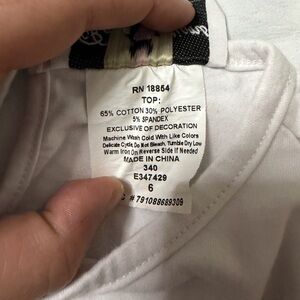 RN 18854
TOP:
65% COTTON 30% POLYESTER
5% SPANDEX
EXCLUSIVE OF DECORATION
Machine Wash Cold With Like Colors
Delicate Cycle, Do Not Bleach, Tumble Dry Low
Warm Iron On Reverse Side If Needed
MADE IN CHINA
340
E347429
6
C # 791088689309